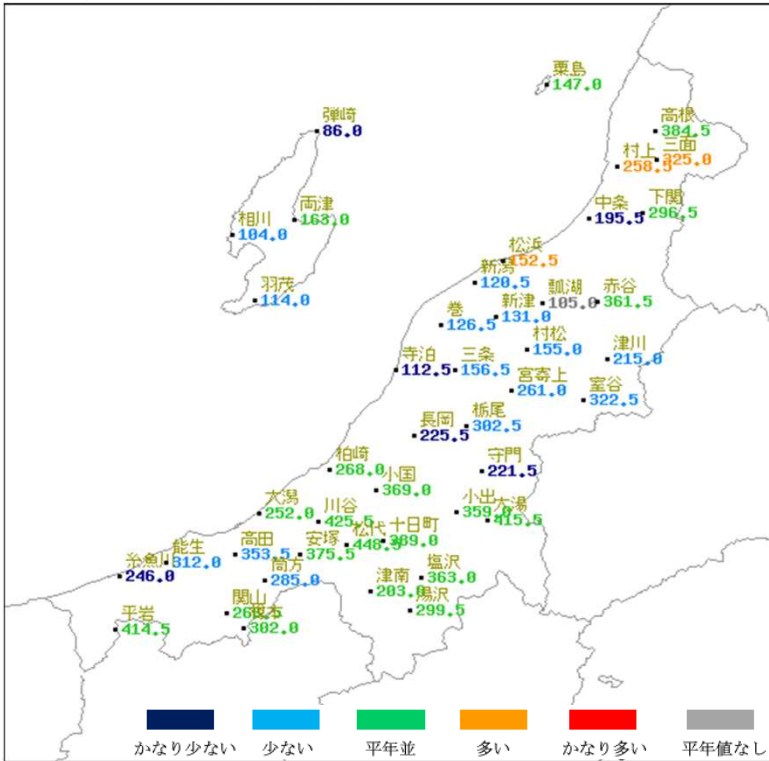 粟島
147.0
弾崎
86.0
高根
384.5
三面
325.0
村上
258.5
両津
163.0
相川
104.0
中条
195.5
下関
296.5
松浜
152.5
新潟
120.5
羽茂
114.0
瓢湖
105.0
赤谷
361.5
新津
131.0
巻
126.5
村松
155.0
津川
215.0
寺泊
112.5
三条
156.5
宮寄上
261.0
室谷
322.5
栃尾
302.5
長岡
225.5
柏崎
268.0
守門
221.5
小国
369.0
大潟
252.0
川谷
425.5
小出
359.0
大湯
415.5
十日町
389.0
松代
448.5
高田
353.5
安塚
375.5
能生
312.0
糸魚川
246.0
筒方
285.0
塩沢
363.0
津南
203.0
湯沢
299.5
関山
樽本
302.0
平岩
414.5
かなり少ない 少ない 平年並 多い かなり多い 平年値なし